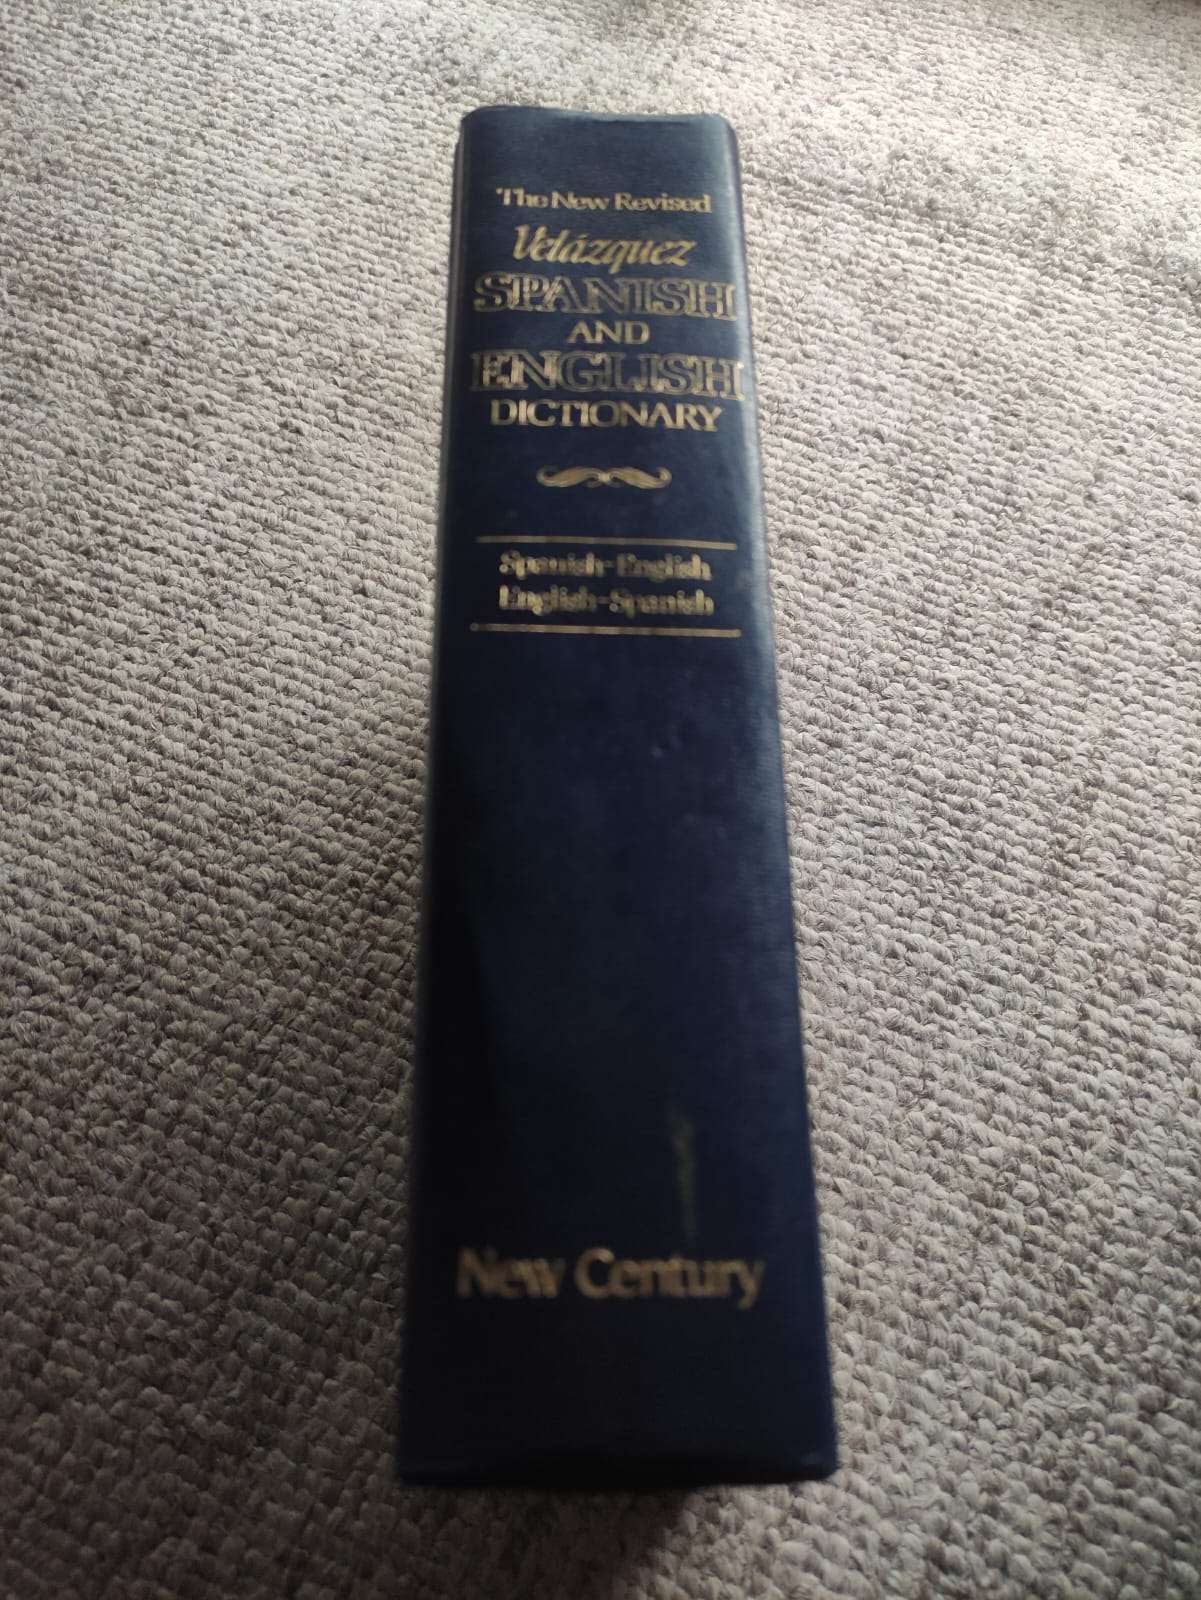 The New Revised
Velázquez
SPANISH
AND
ENGLISH
DICTIONARY
Spanish-English
English-Spanish
New Century